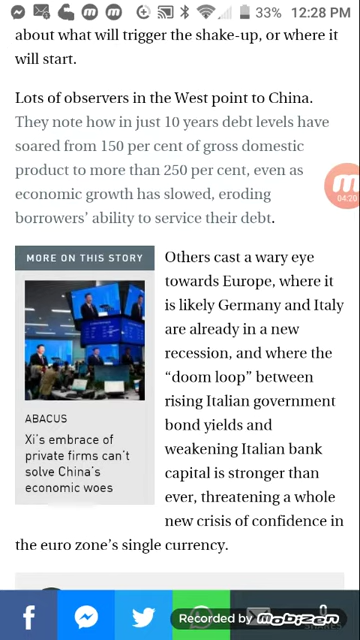 33% 12:28 PM
about what will trigger the shake-up, or where it
will start.
Lots of observers in the West point to China.
They note how in just 10 years debt levels have
soared from 150 per cent of gross domestic
product to more than 250 per cent, even as
economic growth has slowed, eroding
borrowers’ ability to service their debt.
04:20
MORE ON THIS STORY
ABACUS
Xi’s embrace of
private firms can’t
solve China’s
economic woes
Others cast a wary eye
towards Europe, where it
is likely Germany and Italy
are already in a new
recession, and where the
“doom loop” between
rising Italian government
bond yields and
weakening Italian bank
capital is stronger than
ever, threatening a whole
new crisis of confidence in
the euro zone’s single currency.
Recorded by mobizen